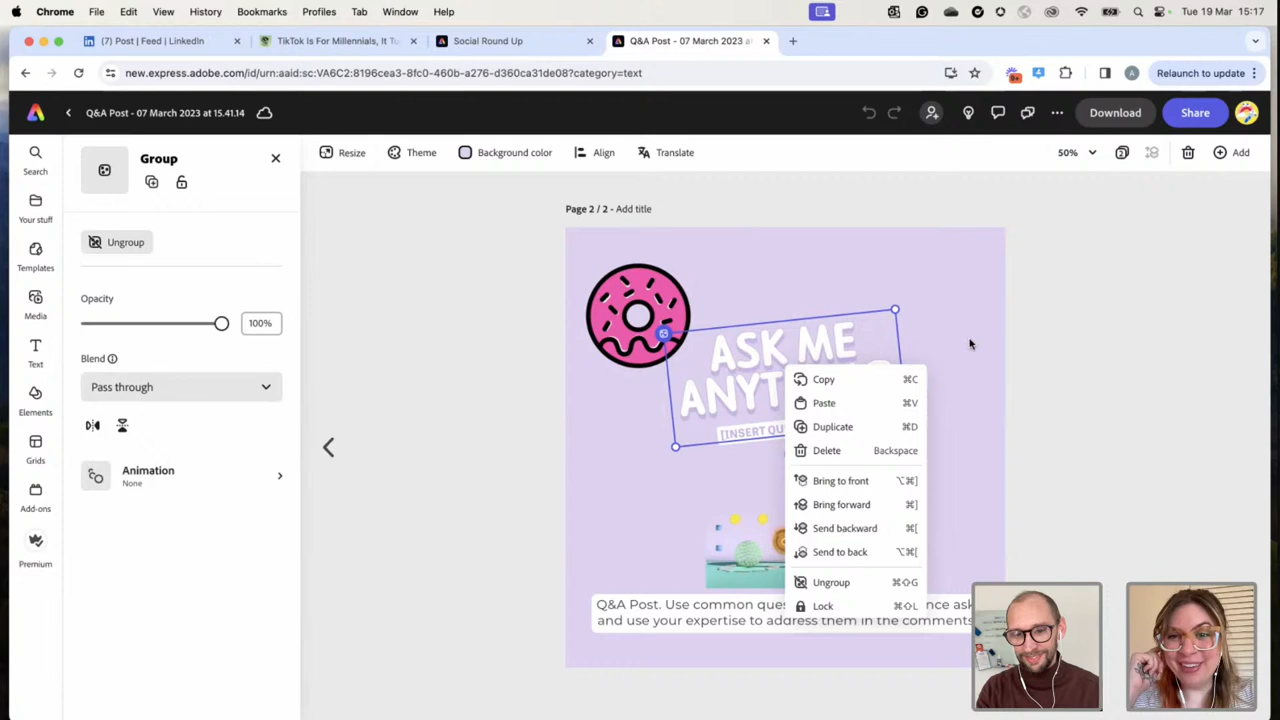 Chrome File Edit View History Bookmarks Profiles Tab Window Help
Tue 19 Mar 15:17
(7) Post | Feed | LinkedIn
TikTok Is For Millennials, It Tu
Social Round Up
Q&A Post - 07 March 2023 at
new.express.adobe.com/id/urn:aaid:sc:VA6C2:8196cea3-8fc0-460b-a276-d360ca31de08?category=text
9+
A
Relaunch to update
Q&A Post - 07 March 2023 at 15.41.14
Download
Share
Search
Your stuff
Templates
Media
Text
Elements
Grids
Add-ons
Premium
Group
Ungroup
Opacity
100%
Blend
Pass through
Animation
None
Resize
Theme
Background color
Align
Translate
50%
2
Add
Page 2 / 2 - Add title
ASK ME
ANYT
[INSERT QU
Copy ⌘C
Paste ⌘V
Duplicate ⌘D
Delete Backspace
Bring to front ⌥⌘]
Bring forward ⌘]
Send backward ⌘[
Send to back ⌥⌘[
Ungroup ⌘⇧G
Lock ⌘⇧L
Q&A Post. Use common ques nce ask
and use your expertise to address them in the comments